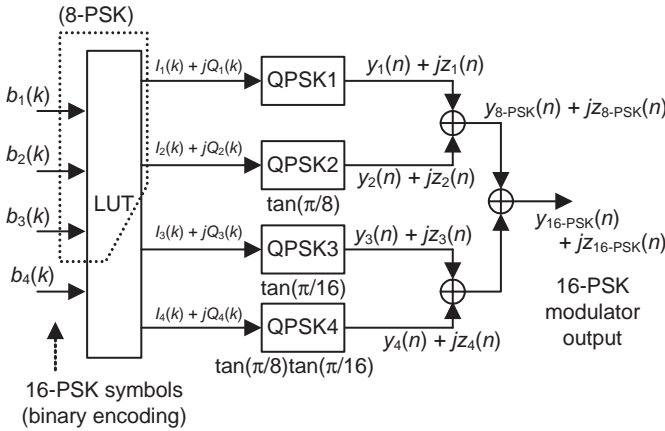 (8-PSK)
b1(k)
b2(k)
b3(k)
b4(k)
LUT
I1(k) + jQ1(k)
I2(k) + jQ2(k)
I3(k) + jQ3(k)
I4(k) + jQ4(k)
QPSK1
QPSK2
tan(π/8)
QPSK3
tan(π/16)
QPSK4
tan(π/8)tan(π/16)
y1(n) + jz1(n)
y2(n) + jz2(n)
y3(n) + jz3(n)
y4(n) + jz4(n)
y8-PSK(n) + jz8-PSK(n)
y16-PSK(n)
+ jz16-PSK(n)
16-PSK
modulator
output
16-PSK symbols
(binary encoding)